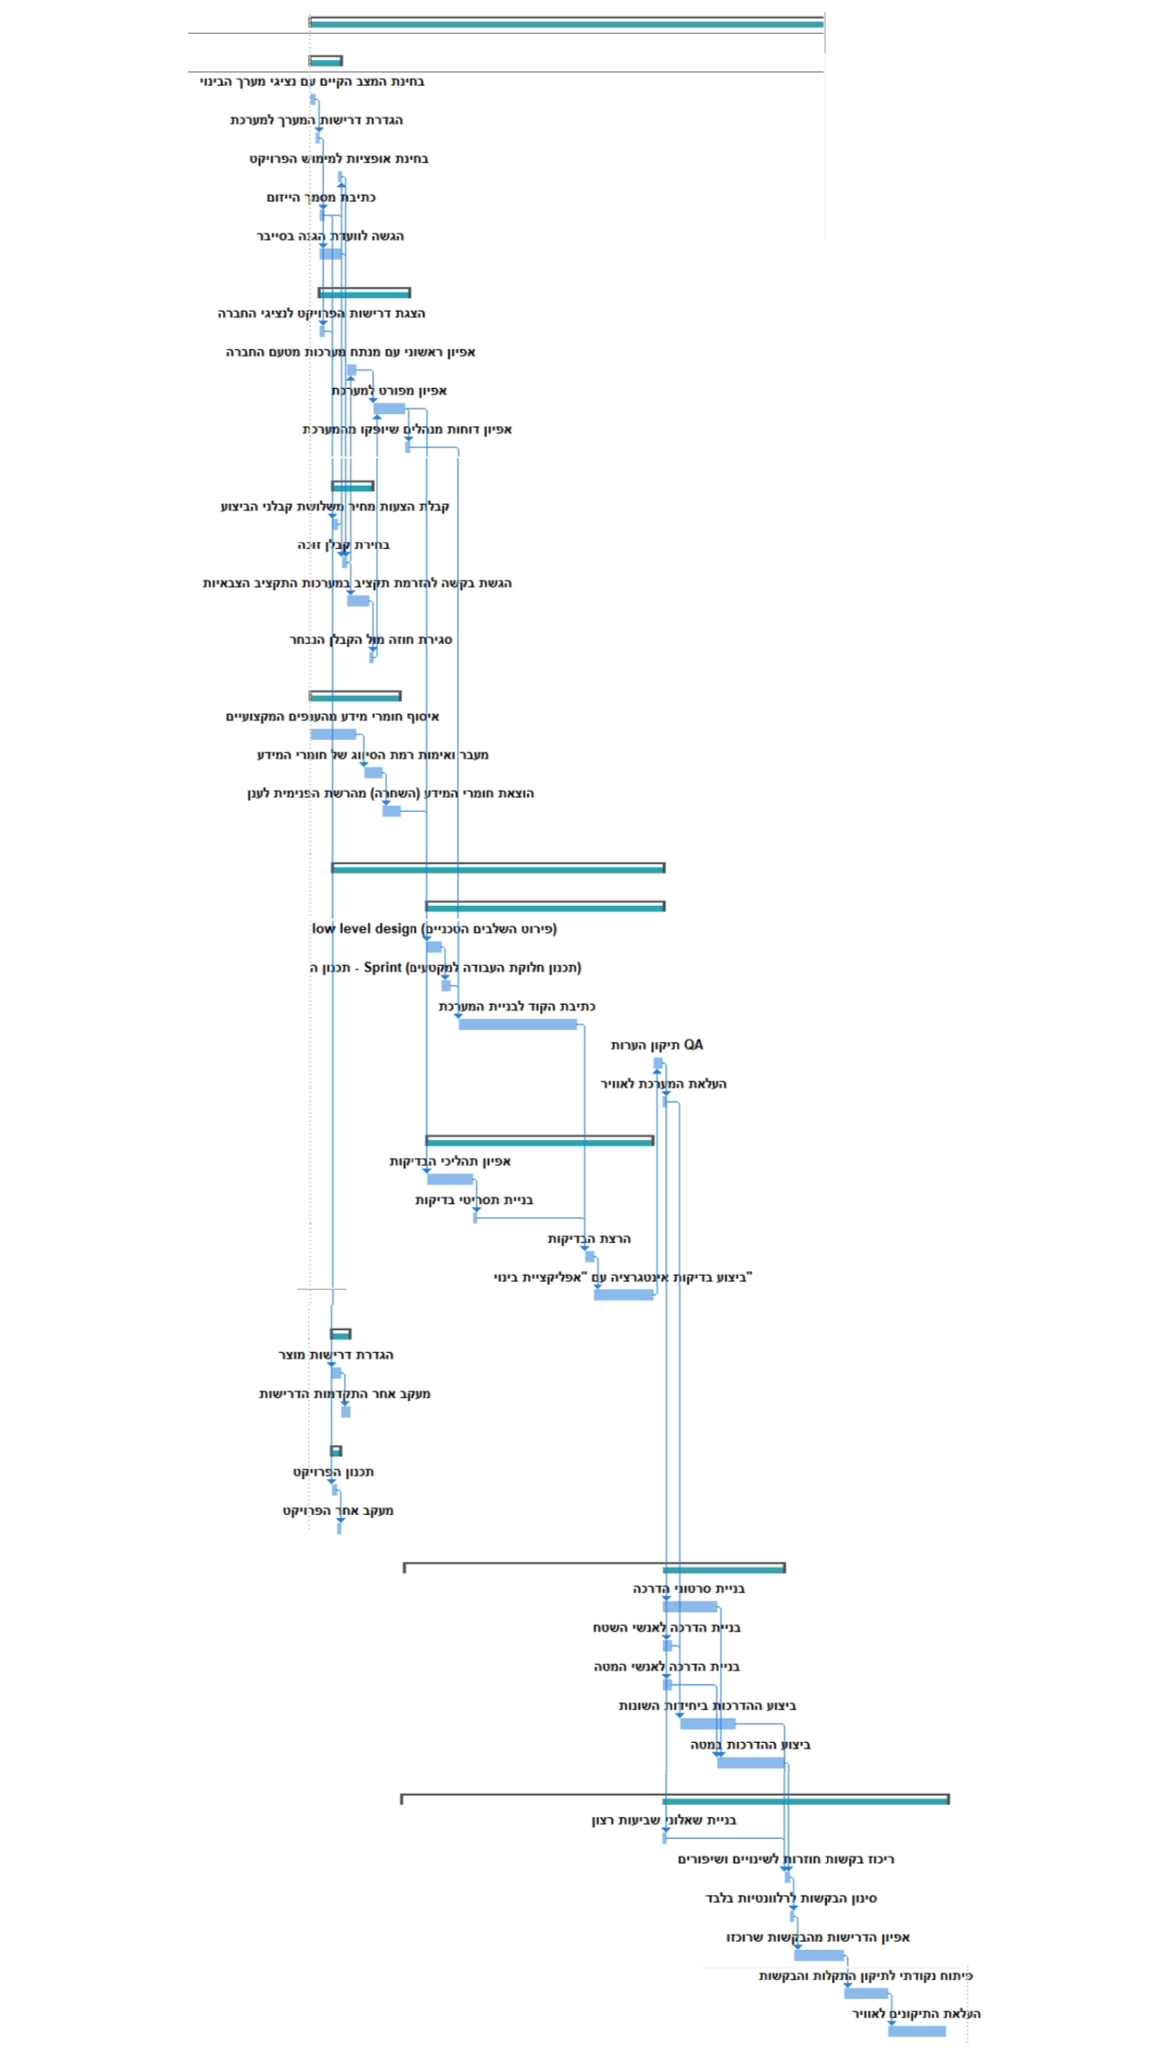 בחינת המצב הקיים עם נציגי מערך הבינוי
הגדרת דרישות המערך למערכת
בחינת אופציות למימוש הפרויקט
כתיבת מסמך הייזום
הגשה לוועדת הגנה בסייבר
הצגת דרישות הפרויקט לנציגי החברה
אפיון ראשוני עם מנתח מערכות מטעם החברה
אפיון מפורט למערכת
אפיון דוחות מנהלים שיופקו מהמערכת
קבלת הצעות מחיר משלושת קבלני הביצוע
בחירת קבלן זוכה
הגשת בקשה להזרמת תקציב במערכות התקציב הצבאיות
סגירת חוזה מול הקבלן הנבחר
איסוף חומרי מידע מהענפים המקצועיים
מעבר ואימות רמת הסיווג של חומרי המידע
הוצאת חומרי המידע (השחרה) מהרשת הפנימית לענן
low level design (פירוט השלבים הטכניים)
תכנון ה - Sprint (תכנון חלוקת העבודה למקטעים)
כתיבת הקוד לבניית המערכת
תיקון הערות QA
העלאת המערכת לאוויר
אפיון תהליכי הבדיקות
בניית תסריטי בדיקות
הרצת הבדיקות
ביצוע בדיקות אינטגרציה עם "אפליקציית בינוי"
הגדרת דרישות מוצר
מעקב אחר התקדמות הדרישות
תכנון הפרויקט
מעקב אחר הפרויקט
בניית סרטוני הדרכה
בניית הדרכה לאנשי השטח
בניית הדרכה לאנשי המטה
ביצוע ההדרכות ביחידות השונות
ביצוע ההדרכות במטה
בניית שאלוני שביעות רצון
ריכוז בקשות חוזרות לשינויים ושיפורים
סינון הבקשות לרלוונטיות בלבד
אפיון הדרישות מהבקשות שרוכזו
פיתוח נקודתי לתיקון התקלות והבקשות
העלאת התיקונים לאוויר